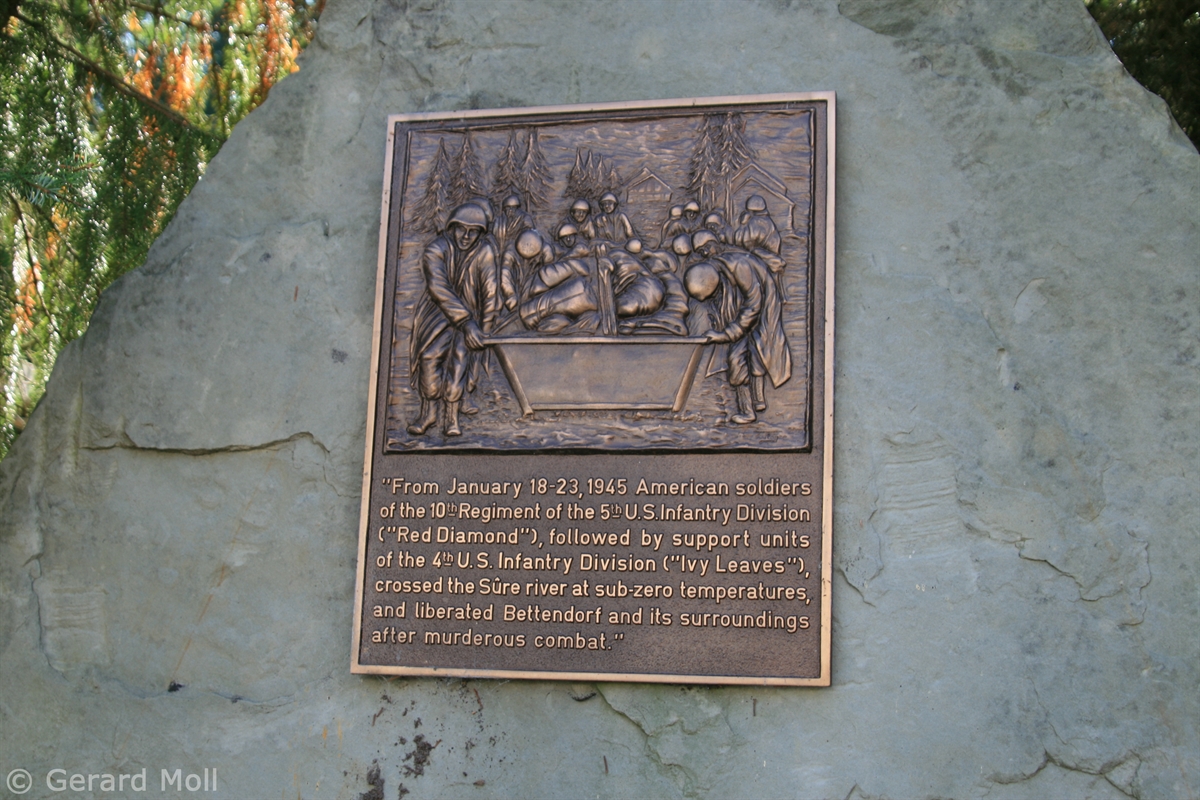 "From January 18-23, 1945 American soldiers
of the 10th Regiment of the 5th U.S. Infantry Division
("Red Diamond"), followed by support units
of the 4th U.S. Infantry Division ("Ivy Leaves"),
crossed the Sûre river at sub-zero temperatures,
and liberated Bettendorf and its surroundings
after murderous combat."
© Gerard Moll